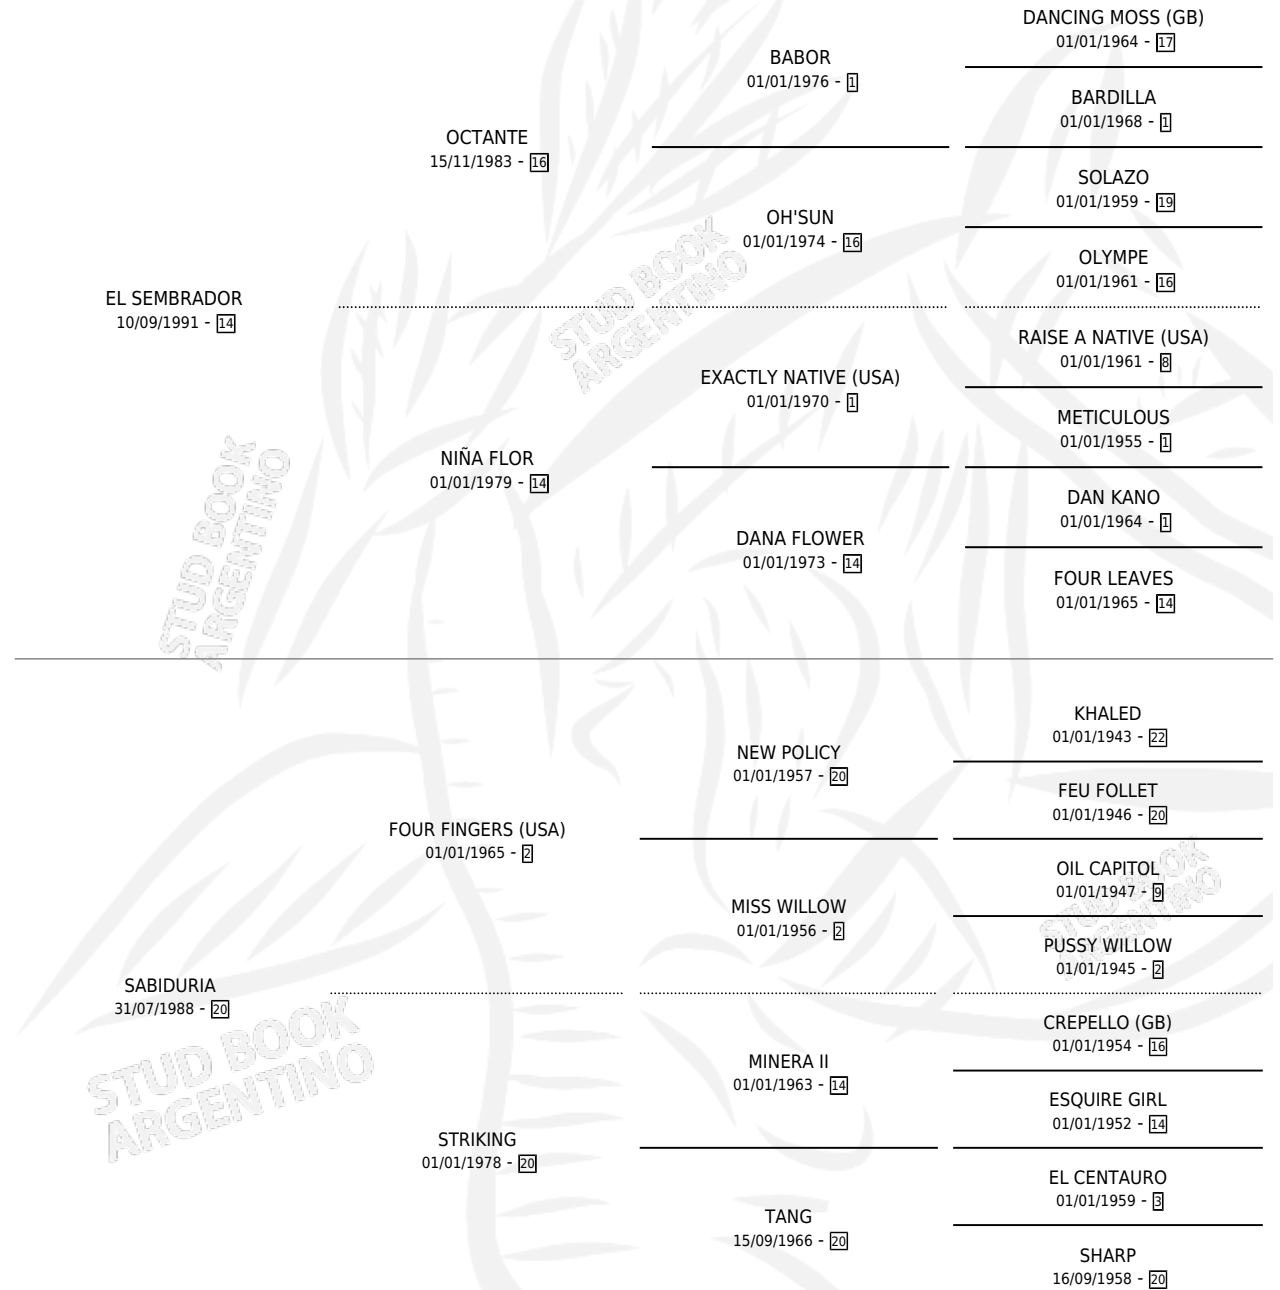 DANCING MOSS (GB)
01/01/1964 - 17
BABOR
01/01/1976 - 1
BARDILLA
01/01/1968 - 1
OCTANTE
15/11/1983 - 16
SOLAZO
01/01/1959 - 19
OH'SUN
01/01/1974 - 16
OLYMPE
01/01/1961 - 16
EL SEMBRADOR
10/09/1991 - 14
RAISE A NATIVE (USA)
01/01/1961 - 8
EXACTLY NATIVE (USA)
01/01/1970 - 1
METICULOUS
01/01/1955 - 1
NIÑA FLOR
01/01/1979 - 14
DAN KANO
01/01/1964 - 1
DANA FLOWER
01/01/1973 - 14
FOUR LEAVES
01/01/1965 - 14
STUD BOOK
ARGENTINO
STUD BOOK
ARGENTINO
KHALED
01/01/1943 - 22
NEW POLICY
01/01/1957 - 20
FEU FOLLET
01/01/1946 - 20
FOUR FINGERS (USA)
01/01/1965 - 2
OIL CAPITOL
01/01/1947 - 9
MISS WILLOW
01/01/1956 - 2
PUSSY WILLOW
01/01/1945 - 2
STUD BOOK
ARGENTINO
SABIDURIA
31/07/1988 - 20
CREPELLO (GB)
01/01/1954 - 16
MINERA II
01/01/1963 - 14
ESQUIRE GIRL
01/01/1952 - 14
STUD BOOK
ARGENTINO
STRIKING
01/01/1978 - 20
EL CENTAURO
01/01/1959 - 3
TANG
15/09/1966 - 20
SHARP
16/09/1958 - 20